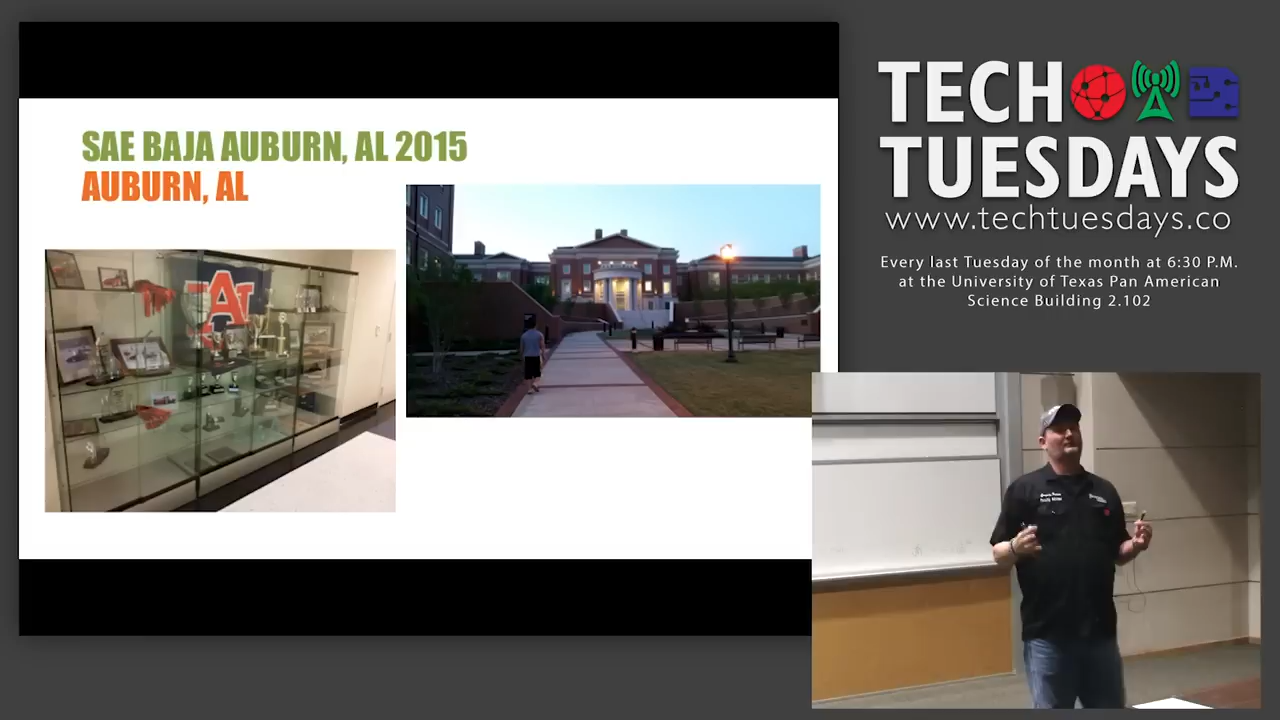 SAE BAJA AUBURN, AL 2015
AUBURN, AL
TECH
TUESDAYS
www.techtuesdays.co
Every last Tuesday of the month at 6:30 P.M.
at the University of Texas Pan American
Science Building 2.102